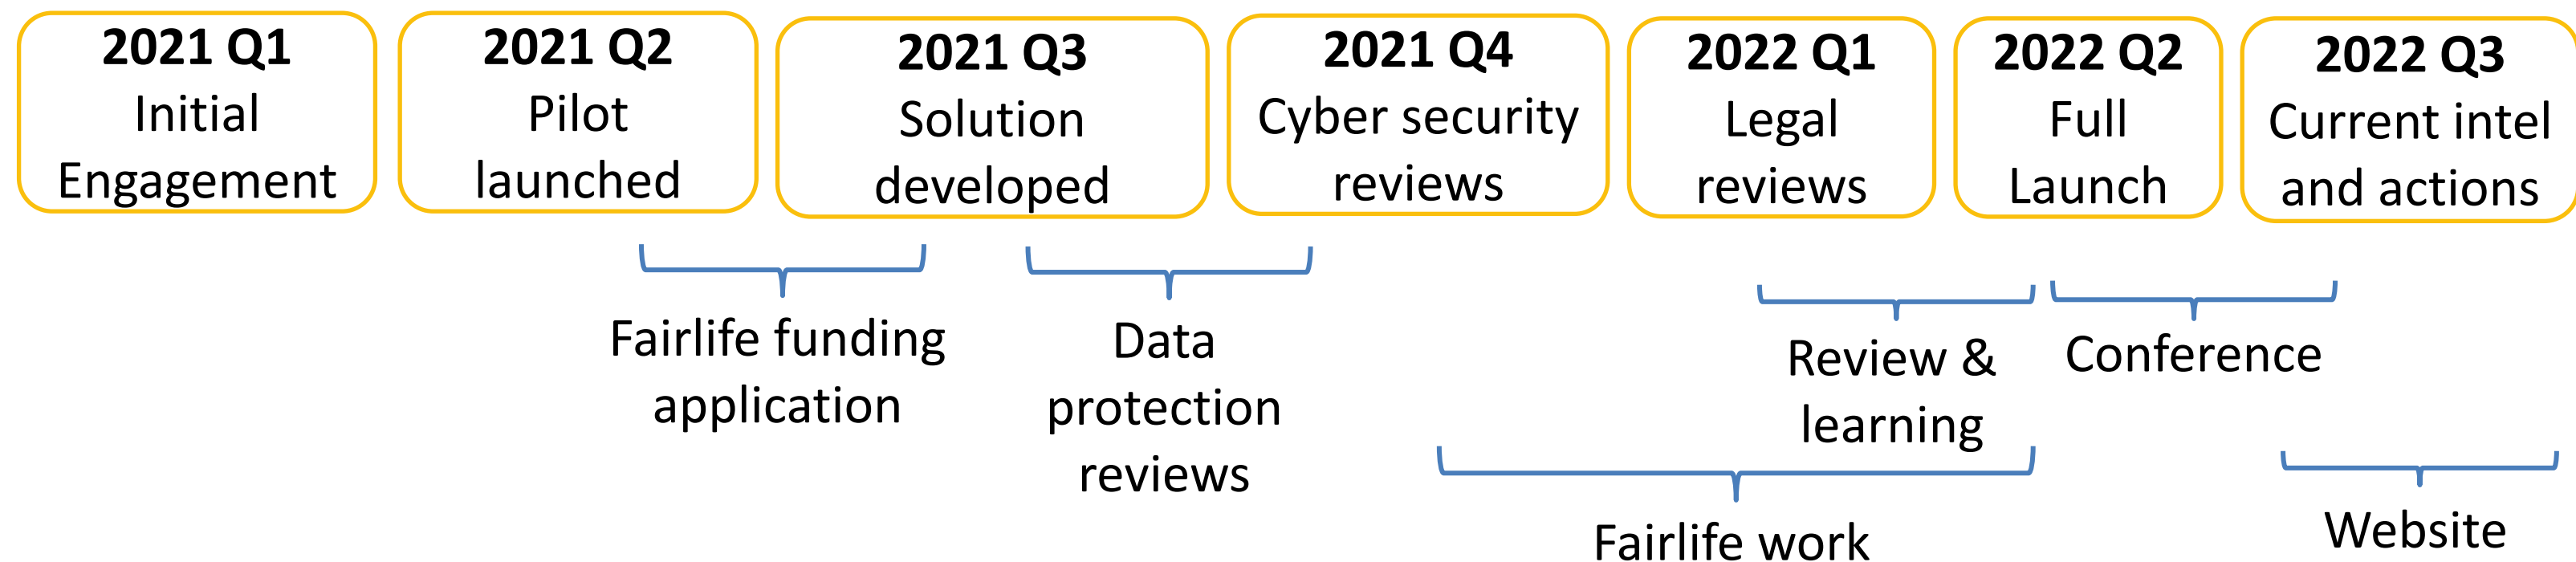 2021 Q1
Initial
Engagement
2021 Q2
Pilot
launched
2021 Q3
Solution
developed
2021 Q4
Cyber security
reviews
2022 Q1
Legal
reviews
2022 Q2
Full
Launch
2022 Q3
Current intel
and actions
Fairlife funding
application
Data
protection
reviews
Review &
learning
Conference
Fairlife work
Website